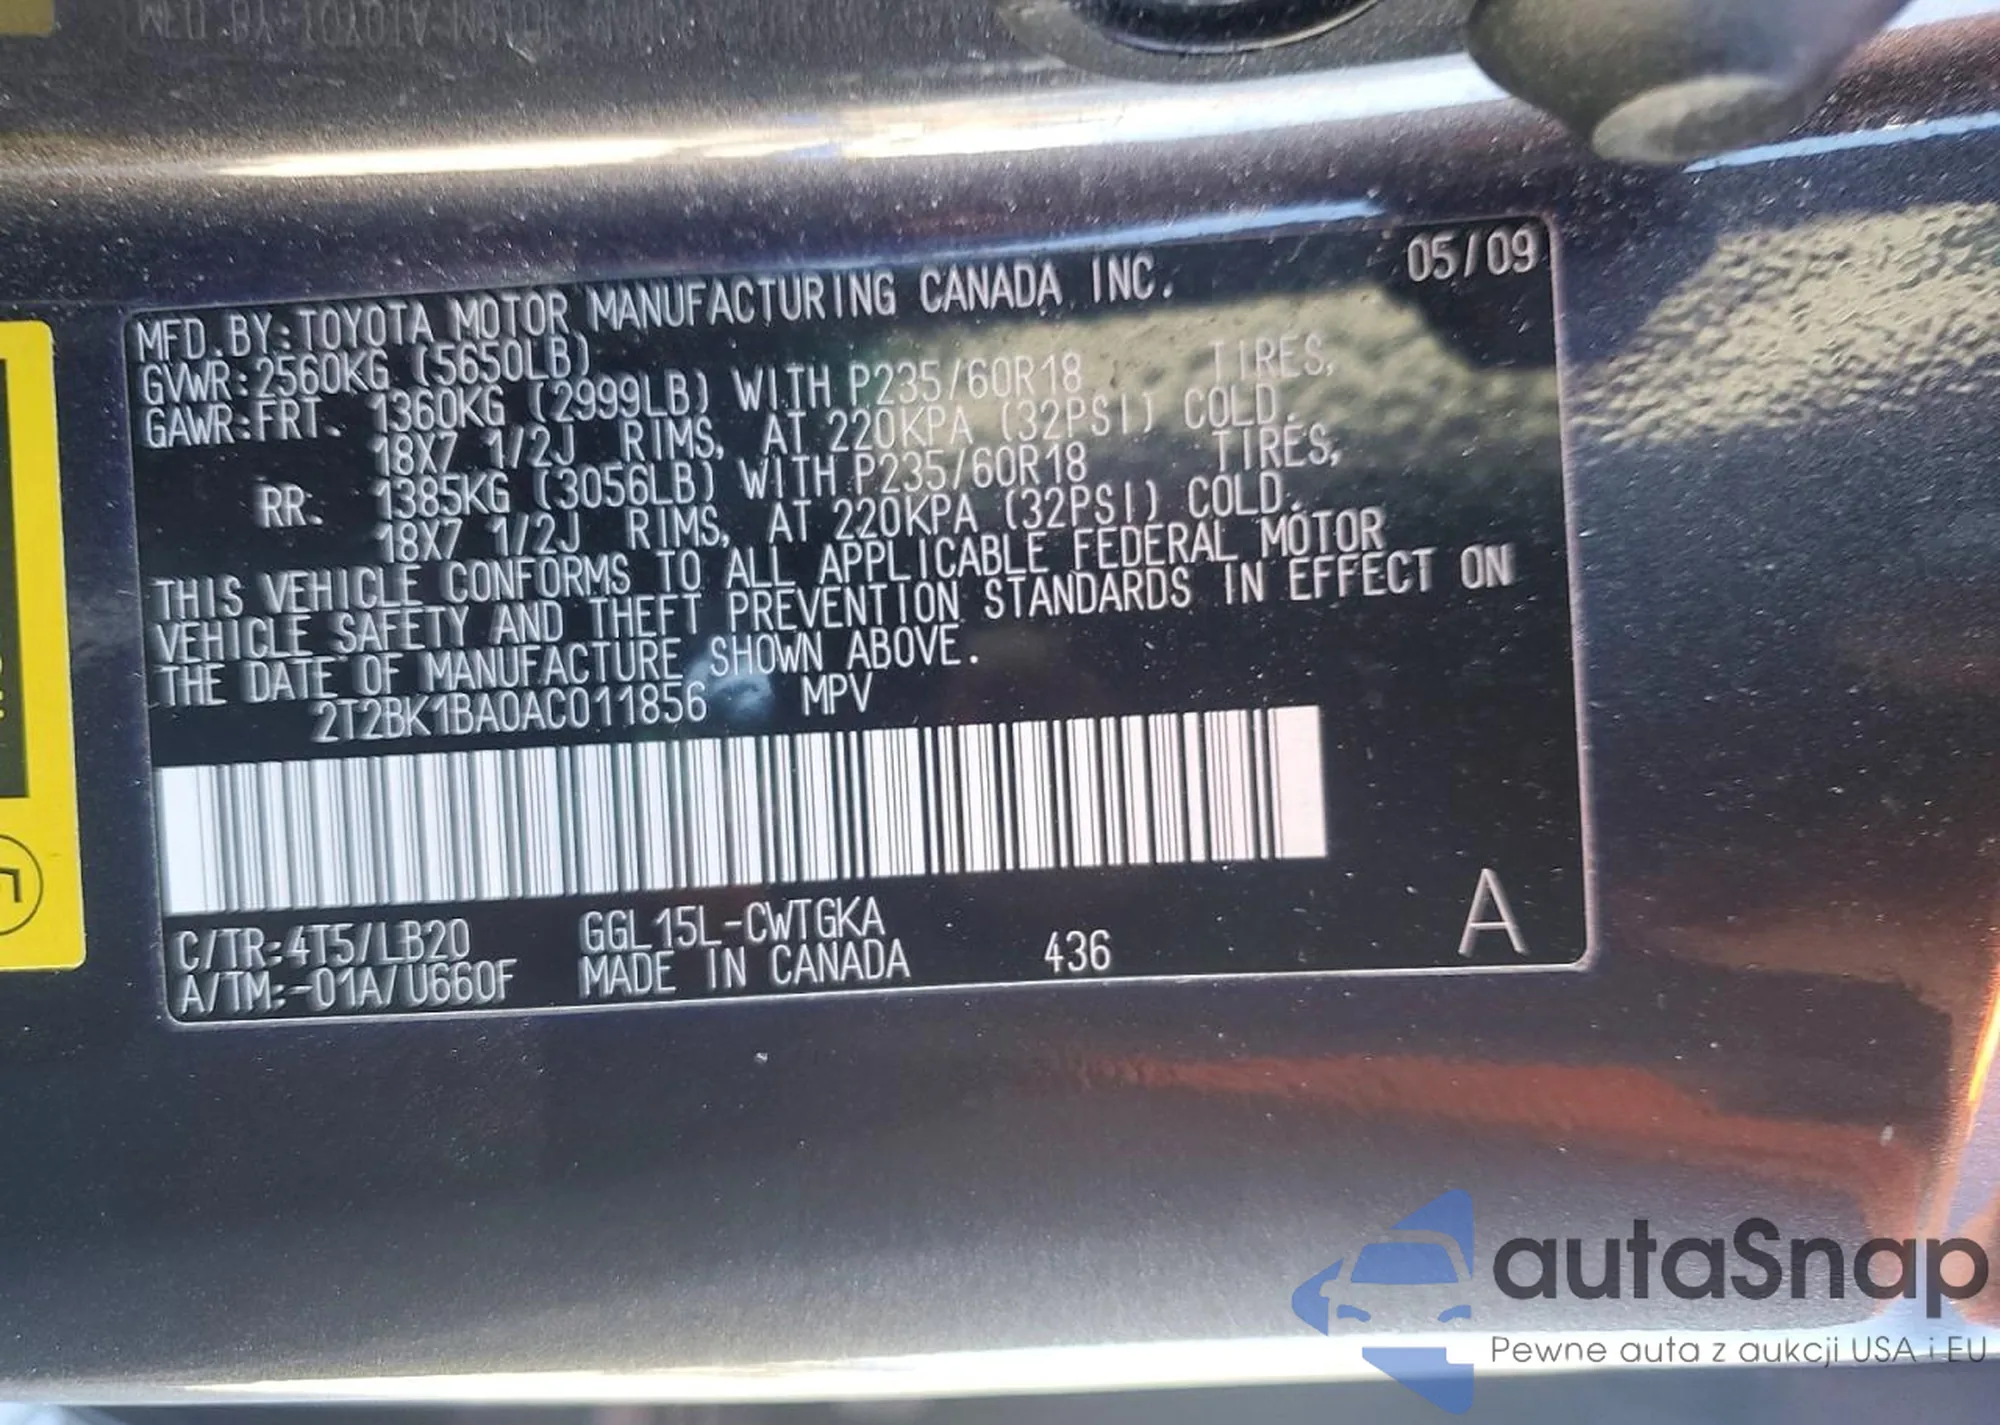 MFD. BY: TOYOTA MOTOR MANUFACTURING CANADA INC. 05/09
GVWR: 2560KG (5650LB)
GAWR: FRT. 1360KG (2999LB) WITH P235/60R18 TIRES,
18X7 1/2J RIMS, AT 220KPA (32PSI) COLD.
RR. 1385KG (3056LB) WITH P235/60R18 TIRES,
18X7 1/2J RIMS, AT 220KPA (32PSI) COLD.
THIS VEHICLE CONFORMS TO ALL APPLICABLE FEDERAL MOTOR
VEHICLE SAFETY AND THEFT PREVENTION STANDARDS IN EFFECT ON
THE DATE OF MANUFACTURE SHOWN ABOVE.
2T2BK1BA0AC011856 MPV
C/TR: 4T5/LB20 GGL15L-CWTGKA
A/TM: -01A/U660F MADE IN CANADA 436 A
autaSnap
Pewne auta z aukcji USA i EU